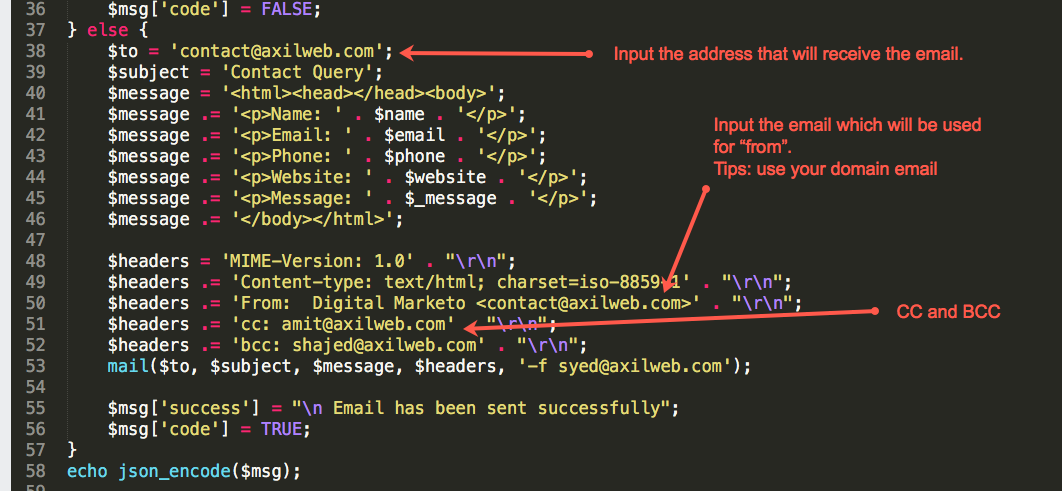 36 $msg['code'] = FALSE;
37 } else {
38 $to = 'contact@axilweb.com';
Input the address that will receive the email.
39 $subject = 'Contact Query';
40 $message = '<html><head></head><body>';
41 $message .= '<p>Name: ' . $name . '</p>';
42 $message .= '<p>Email: ' . $email . '</p>';
43 $message .= '<p>Phone: ' . $phone . '</p>';
44 $message .= '<p>Website: ' . $website . '</p>';
45 $message .= '<p>Message: ' . $_message . '</p>';
46 $message .= '</body></html>';
Input the email which will be used
for “from”.
Tips: use your domain email
47
48 $headers = 'MIME-Version: 1.0' . "\r\n";
49 $headers .= 'Content-type: text/html; charset=iso-8859-1' . "\r\n";
50 $headers .= 'From:  Digital Marketo <contact@axilweb.com>' . "\r\n";
51 $headers .= 'cc: amit@axilweb.com' . "\r\n";
CC and BCC
52 $headers .= 'bcc: shajed@axilweb.com' . "\r\n";
53 mail($to, $subject, $message, $headers, '-f syed@axilweb.com');
54
55 $msg['success'] = "\n Email has been sent successfully";
56 $msg['code'] = TRUE;
57 }
58 echo json_encode($msg);
59